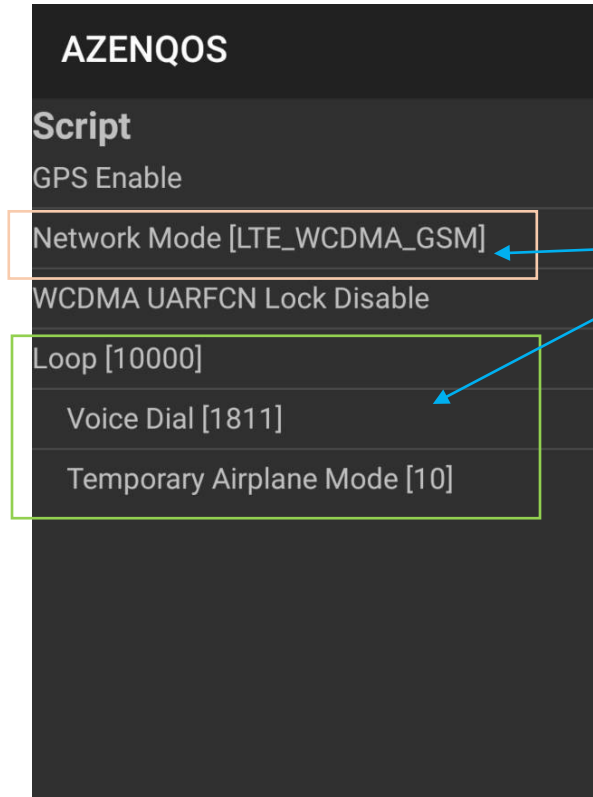 AZENQOS
Script
GPS Enable
Network Mode [LTE_WCDMA_GSM]
WCDMA UARFCN Lock Disable
Loop [10000]
Voice Dial [1811]
Temporary Airplane Mode [10]